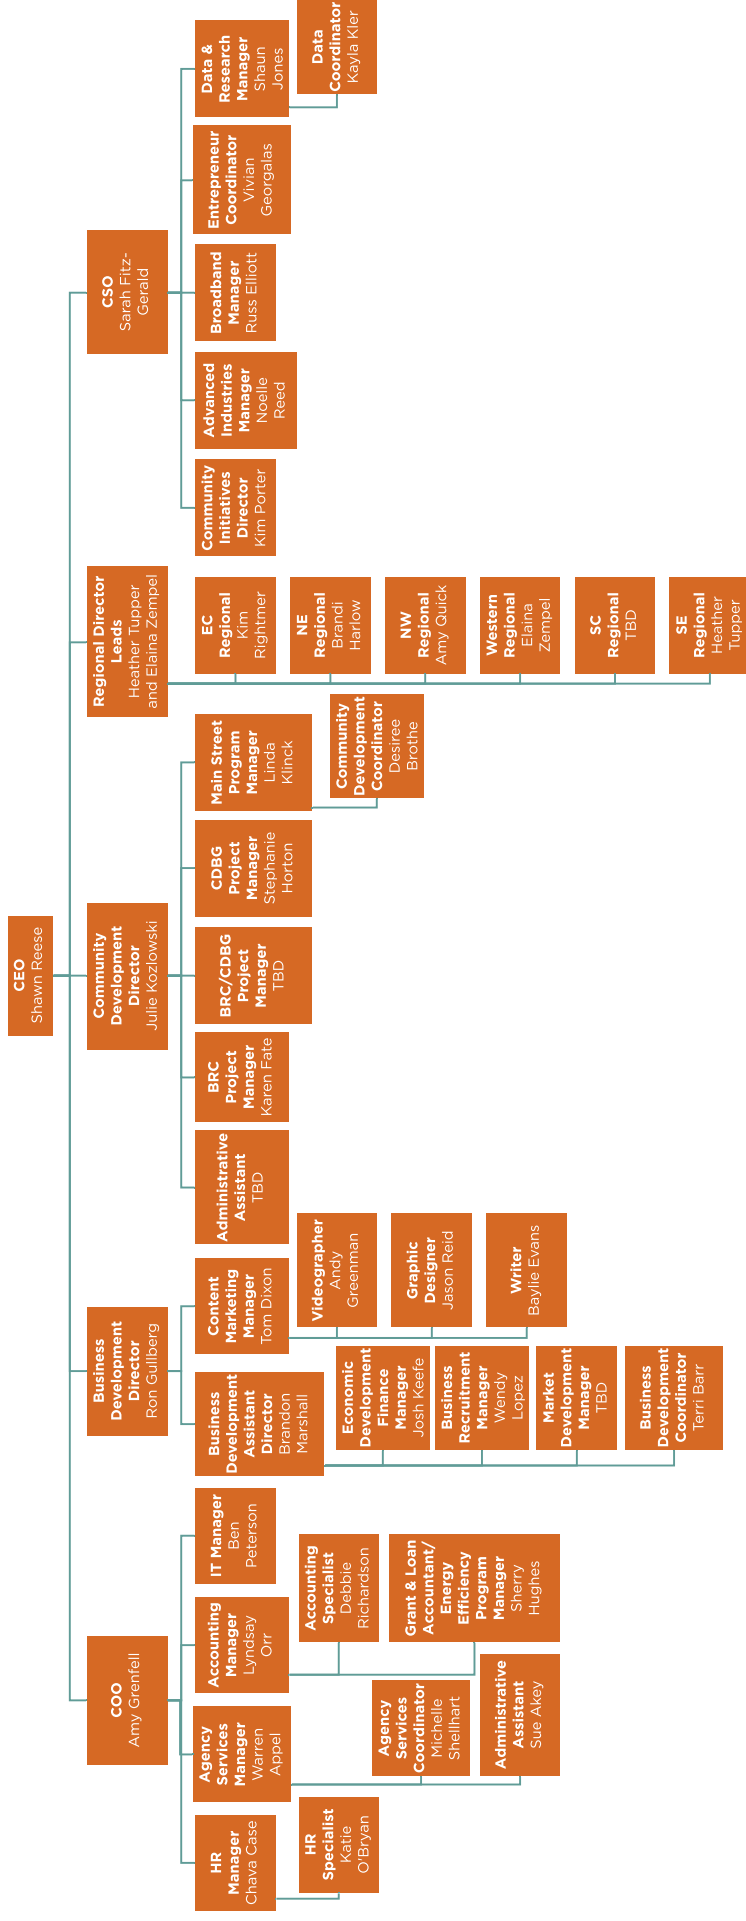 CEO
Shawn Reese
COO
Amy Grenfell
HR
Manager
Chava Case
HR
Specialist
Katie
O'Bryan
Agency
Services
Manager
Warren
Appel
Agency
Services
Coordinator
Michelle
Shellhart
Administrative
Assistant
Sue Akey
Accounting
Manager
Lyndsay
Orr
Accounting
Specialist
Debbie
Richardson
Grant & Loan
Accountant/
Energy
Efficiency
Program
Manager
Sherry
Hughes
IT Manager
Ben
Peterson
Business
Development
Director
Ron Gullberg
Business
Development
Assistant
Director
Brandon
Marshall
Economic
Development
Finance
Manager
Josh Keefe
Business
Recruitment
Manager
Wendy
Lopez
Market
Development
Manager
TBD
Business
Development
Coordinator
Terri Barr
Content
Marketing
Manager
Tom Dixon
Videographer
Andy
Greenman
Graphic
Designer
Jason Reid
Writer
Baylie Evans
Community
Development
Director
Julie Kozlowski
Administrative
Assistant
TBD
BRC
Project
Manager
Karen Fate
BRC/CDBG
Project
Manager
TBD
CDBG
Project
Manager
Stephanie
Horton
Main Street
Program
Manager
Linda
Klinck
Community
Development
Coordinator
Desiree
Brothe
Regional Director
Leads
Heather Tupper
and Elaina Zempel
EC
Regional
Kim
Rightmer
NE
Regional
Brandi
Harlow
NW
Regional
Amy Quick
Western
Regional
Elaina
Zempel
SC
Regional
TBD
SE
Regional
Heather
Tupper
CSO
Sarah Fitz-
Gerald
Community
Initiatives
Director
Kim Porter
Advanced
Industries
Manager
Noelle
Reed
Broadband
Manager
Russ Elliott
Entrepreneur
Coordinator
Vivian
Georgalas
Data &
Research
Manager
Shaun
Jones
Data
Coordinator
Kayla Kler